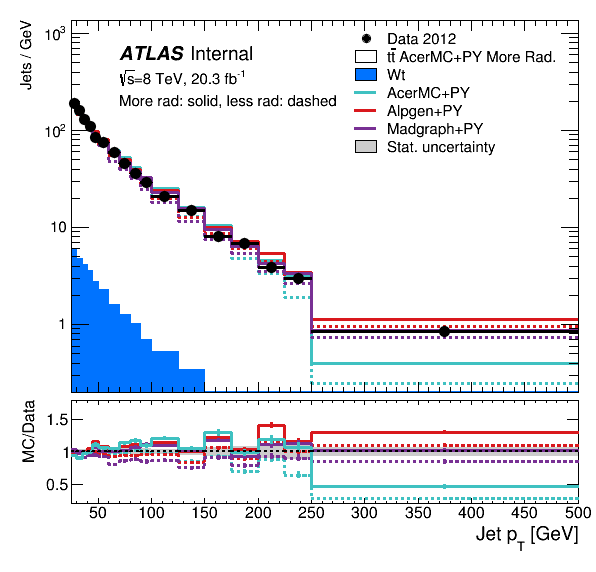 Jets / GeV
10³
10²
10
1
ATLAS Internal
√s=8 TeV, 20.3 fb⁻¹
More rad: solid, less rad: dashed
Data 2012
tt̄ AcerMC+PY More Rad.
Wt
AcerMC+PY
Alpgen+PY
Madgraph+PY
Stat. uncertainty
MC/Data
1.5
1
0.5
50 100 150 200 250 300 350 400 450 500
Jet p_T [GeV]